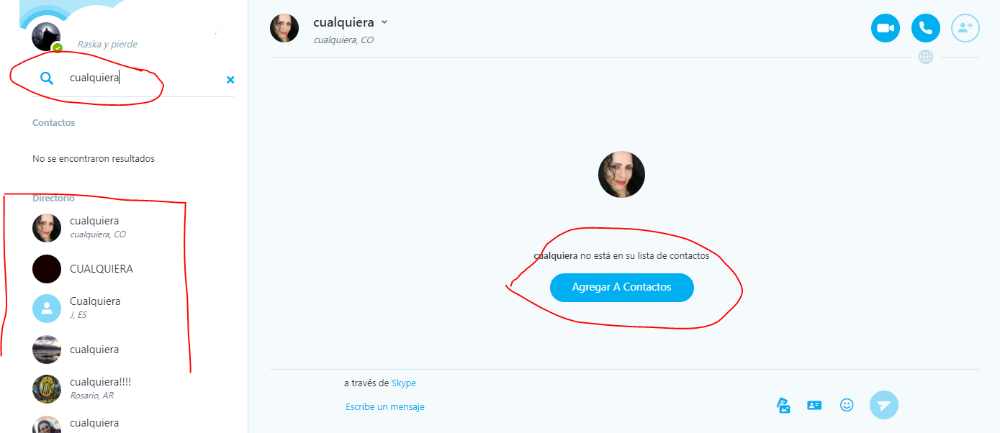 Raska y pierde
cualquiera
Contactos
No se encontraron resultados
Directorio
cualquiera
cualquiera, CO
CUALQUIERA
Cualquiera
J, ES
cualquiera
cualquiera!!!!
Rosario, AR
cualquiera
cualquiera
cualquiera, CO
cualquiera no está en su lista de contactos
Agregar A Contactos
a través de Skype
Escribe un mensaje